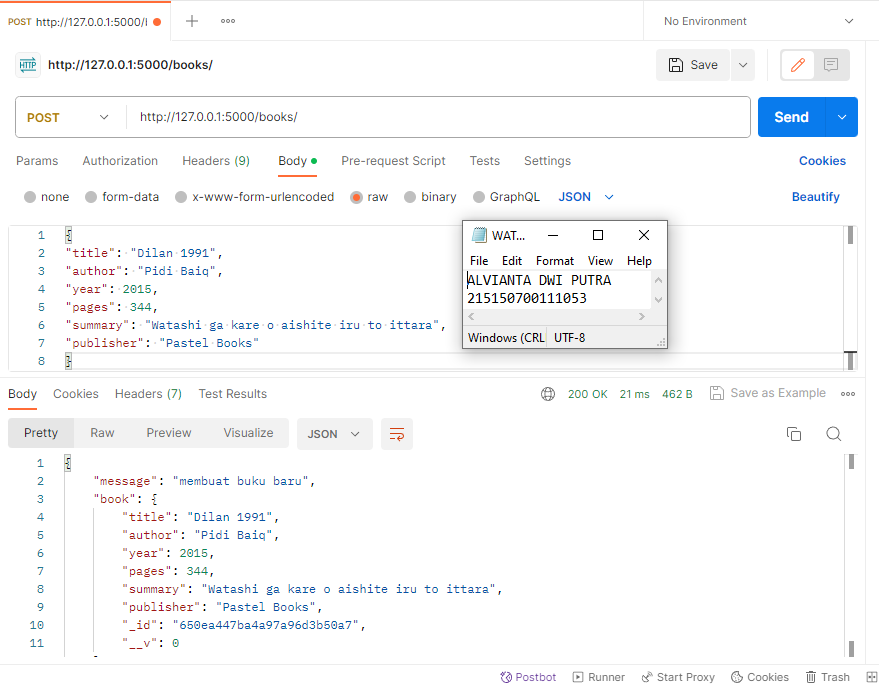 POST http://127.0.0.1:5000/l
No Environment
HTTP http://127.0.0.1:5000/books/
Save
POST http://127.0.0.1:5000/books/
Send
Params Authorization Headers (9) Body Pre-request Script Tests Settings Cookies
none form-data x-www-form-urlencoded raw binary GraphQL JSON Beautify
1 {
2 "title": "Dilan 1991",
3 "author": "Pidi Baiq",
4 "year": 2015,
5 "pages": 344,
6 "summary": "Watashi ga kare o aishite iru to ittara",
7 "publisher": "Pastel Books"
8 }
WAT...
File Edit Format View Help
ALVIANTA DWI PUTRA
215150700111053
Windows (CRL UTF-8
Body Cookies Headers (7) Test Results 200 OK 21 ms 462 B Save as Example
Pretty Raw Preview Visualize JSON
1 {
2 "message": "membuat buku baru",
3 "book": {
4 "title": "Dilan 1991",
5 "author": "Pidi Baiq",
6 "year": 2015,
7 "pages": 344,
8 "summary": "Watashi ga kare o aishite iru to ittara",
9 "publisher": "Pastel Books",
10 "_id": "650ea447ba4a97a96d3b50a7",
11 "__v": 0
Postbot Runner Start Proxy Cookies Trash